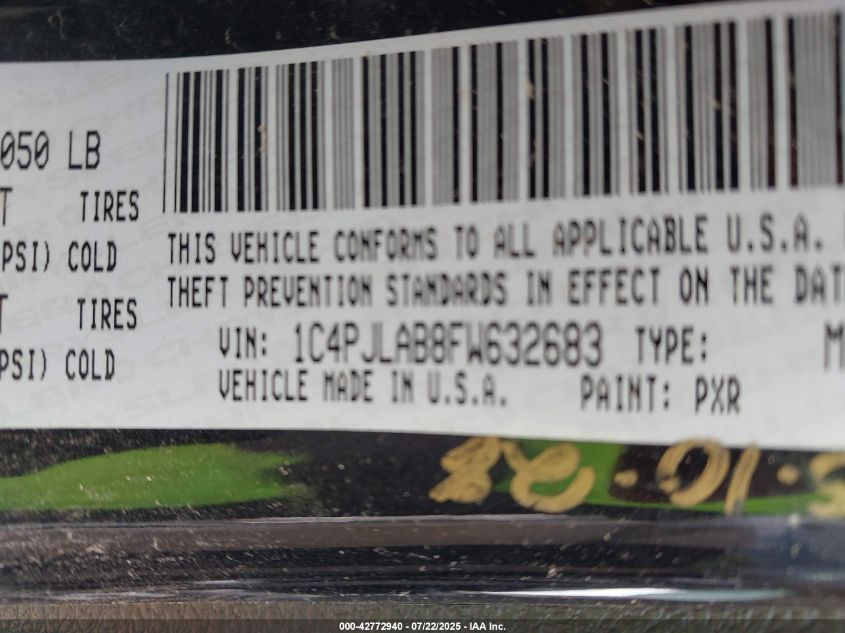 050 LB
T TIRES
PSI) COLD
T TIRES
PSI) COLD
THIS VEHICLE CONFORMS TO ALL APPLICABLE U.S.A.
THEFT PREVENTION STANDARDS IN EFFECT ON THE DAT
VIN: 1C4PJLAB8FW632683 TYPE: M
VEHICLE MADE IN U.S.A. PAINT: PXR
000-42772940 - 07/22/2025 - IAA Inc.